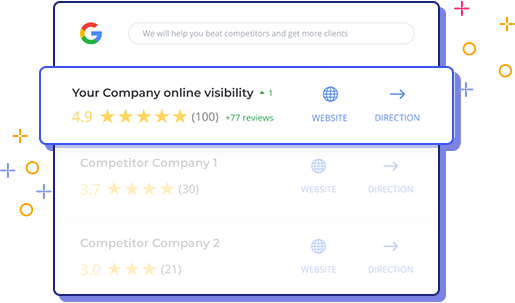 We will help you beat competitors and get more clients
Your Company online visibility 1
4.9 (100) +77 reviews
WEBSITE
DIRECTION
Competitor Company 1
3.7 (30)
WEBSITE
DIRECTION
Competitor Company 2
3.0 (21)
WEBSITE
DIRECTION